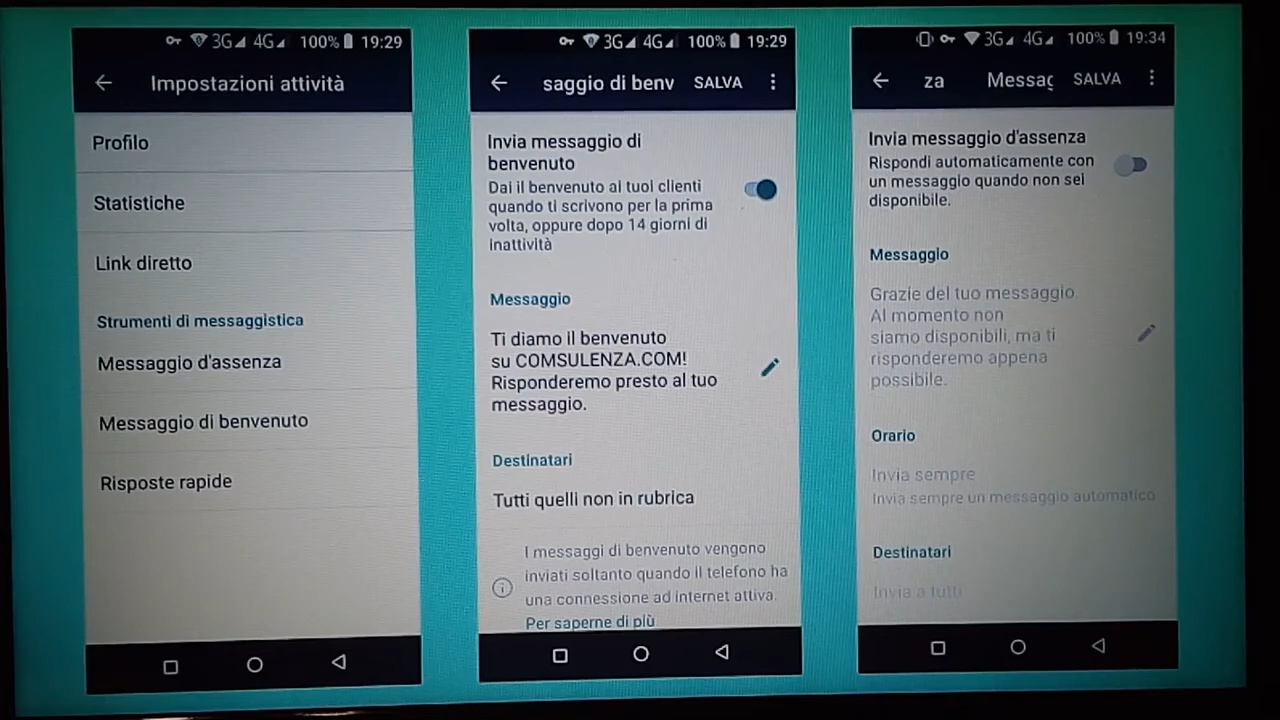 3G 4G 100% 19:29
Impostazioni attività
Profilo
Statistiche
Link diretto
Strumenti di messaggistica
Messaggio d'assenza
Messaggio di benvenuto
Risposte rapide
3G 4G 100% 19:29
saggio di benv SALVA
Invia messaggio di
benvenuto
Dai il benvenuto ai tuoi clienti
quando ti scrivono per la prima
volta, oppure dopo 14 giorni di
inattività
Messaggio
Ti diamo il benvenuto
su COMSULENZA.COM!
Risponderemo presto al tuo
messaggio.
Destinatari
Tutti quelli non in rubrica
I messaggi di benvenuto vengono
inviati soltanto quando il telefono ha
una connessione ad internet attiva.
Per saperne di più
3G 4G 100% 19:34
za Messag SALVA
Invia messaggio d'assenza
Rispondi automaticamente con
un messaggio quando non sei
disponibile.
Messaggio
Grazie del tuo messaggio.
Al momento non
siamo disponibili, ma ti
risponderemo appena
possibile.
Orario
Invia sempre
Invia sempre un messaggio automatico
Destinatari
Invia a tutti